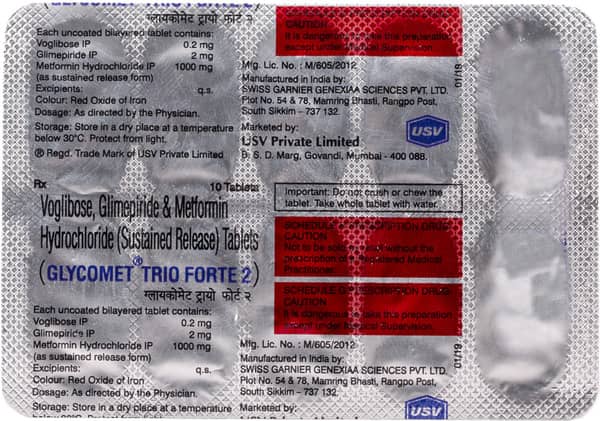 GLYCOMET TRIO FORTE 2
ग्लायकोमेट ट्रायो फोर्ट २
Each uncoated bilayered tablet contains:
Voglibose IP 0.2 mg
Glimepiride IP 2 mg
Metformin Hydrochloride IP 1000 mg
(as sustained release form)
Excipients: q.s.
Colour: Red Oxide of Iron
Dosage: As directed by the Physician.
Storage: Store in a dry place at a temperature
below 30°C. Protect from light.
® Regd. Trade Mark of USV Private Limited
CAUTION
It is dangerous to take this preparation
except under Medical Supervision.
Mfg. Lic. No. : M/605/2012
Manufactured in India by:
SWISS GARNIER GENEXIAA SCIENCES PVT. LTD.
Plot No. 54 & 78, Mamring Bhasti, Rangpo Post,
South Sikkim - 737 132.
Marketed by:
USV Private Limited
B. S. D. Marg, Govandi, Mumbai - 400 088.
USV
01/19
Rx
10 Tablets
Voglibose, Glimepiride & Metformin
Hydrochloride (Sustained Release) Tablets
GLYCOMET® TRIO FORTE 2
ग्लायकोमेट ट्रायो फोर्ट २
Important: Do not crush or chew the
tablet. Take whole tablet with water.
SCHEDULE PRESCRIPTION DRUG
CAUTION
Not to be sold by retail without the
prescription of a Registered Medical
Practitioner.
SCHEDULE PRESCRIPTION DRUG
CAUTION
It is dangerous to take this preparation
except under Medical Supervision.
Each uncoated bilayered tablet contains:
Voglibose IP 0.2 mg
Glimepiride IP 2 mg
Metformin Hydrochloride IP 1000 mg
(as sustained release form)
Excipients: q.s.
Colour: Red Oxide of Iron
Dosage: As directed by the Physician.
Storage: Store in a dry place at a temperature
Mfg. Lic. No. : M/605/2012
Manufactured in India by:
SWISS GARNIER GENEXIAA SCIENCES PVT. LTD.
Plot No. 54 & 78, Mamring Bhasti, Rangpo Post,
South Sikkim - 737 132.
Marketed by:
USV
01/19